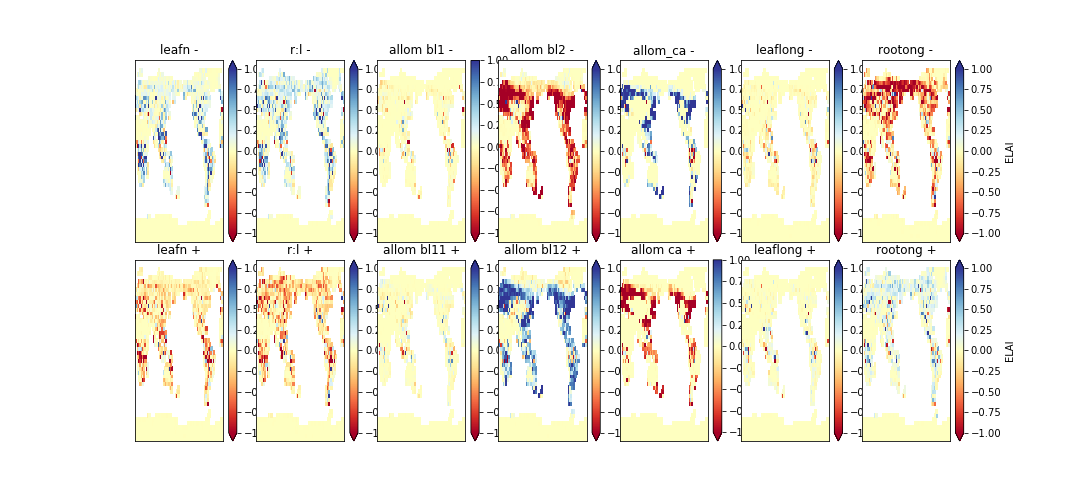 leafn -
r:l -
allom bl1 -
allom bl2 -
allom_ca -
leaflong -
rootong -
1.00
0.75
0.50
0.25
0.00
−0.25
−0.50
−0.75
−1.00
ELAI
leafn +
r:l +
allom bl11 +
allom bl12 +
allom ca +
leaflong +
rootong +
1.00
0.75
0.50
0.25
0.00
−0.25
−0.50
−0.75
−1.00
ELAI